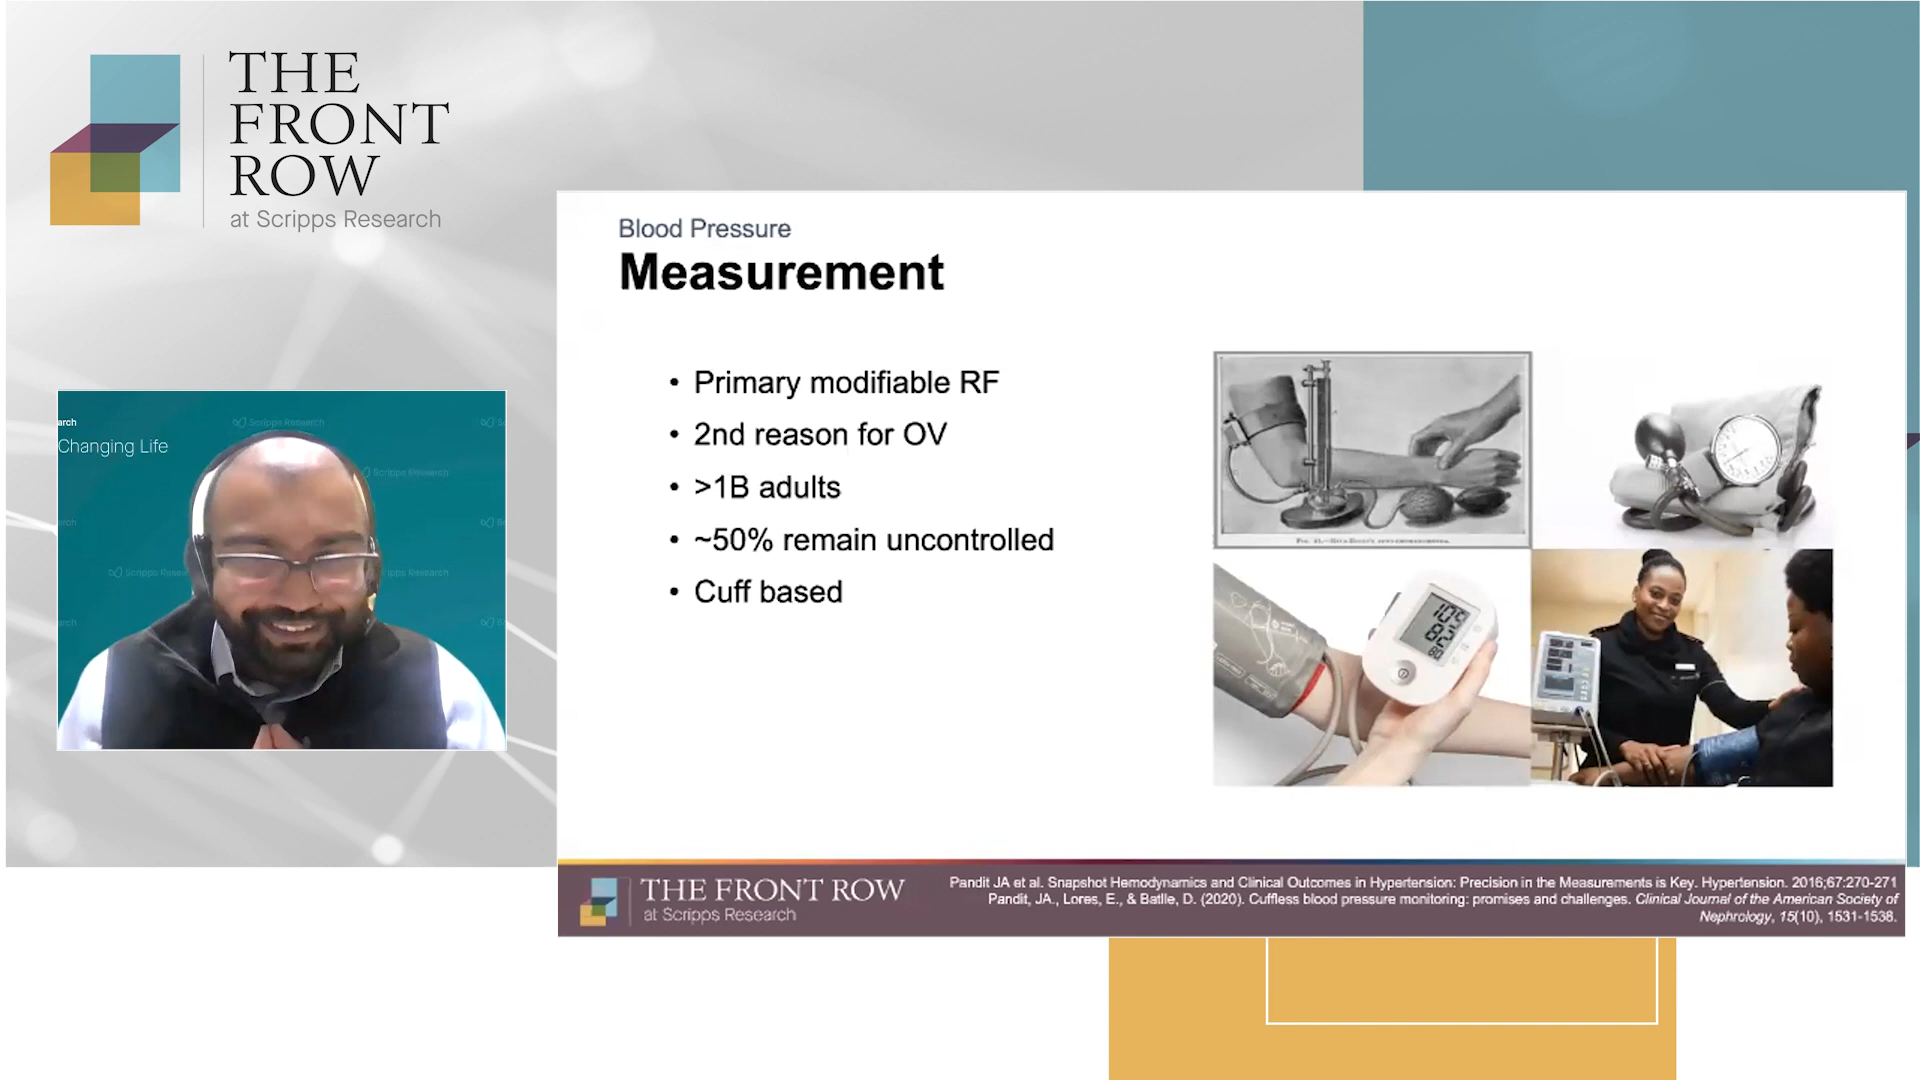 THE
FRONT
ROW
at Scripps Research
Blood Pressure
Measurement
• Primary modifiable RF
• 2nd reason for OV
• >1B adults
• ~50% remain uncontrolled
• Cuff based
arch
Changing Life
Scripps Research
Scripps Research
THE FRONT ROW
at Scripps Research
Pandit JA et al. Snapshot Hemodynamics and Clinical Outcomes in Hypertension: Precision in the Measurements is Key. Hypertension. 2016;67:270-271
Pandit, JA., Lores, E., & Batlle, D. (2020). Cuffless blood pressure monitoring: promises and challenges. Clinical Journal of the American Society of
Nephrology, 15(10), 1531-1538.